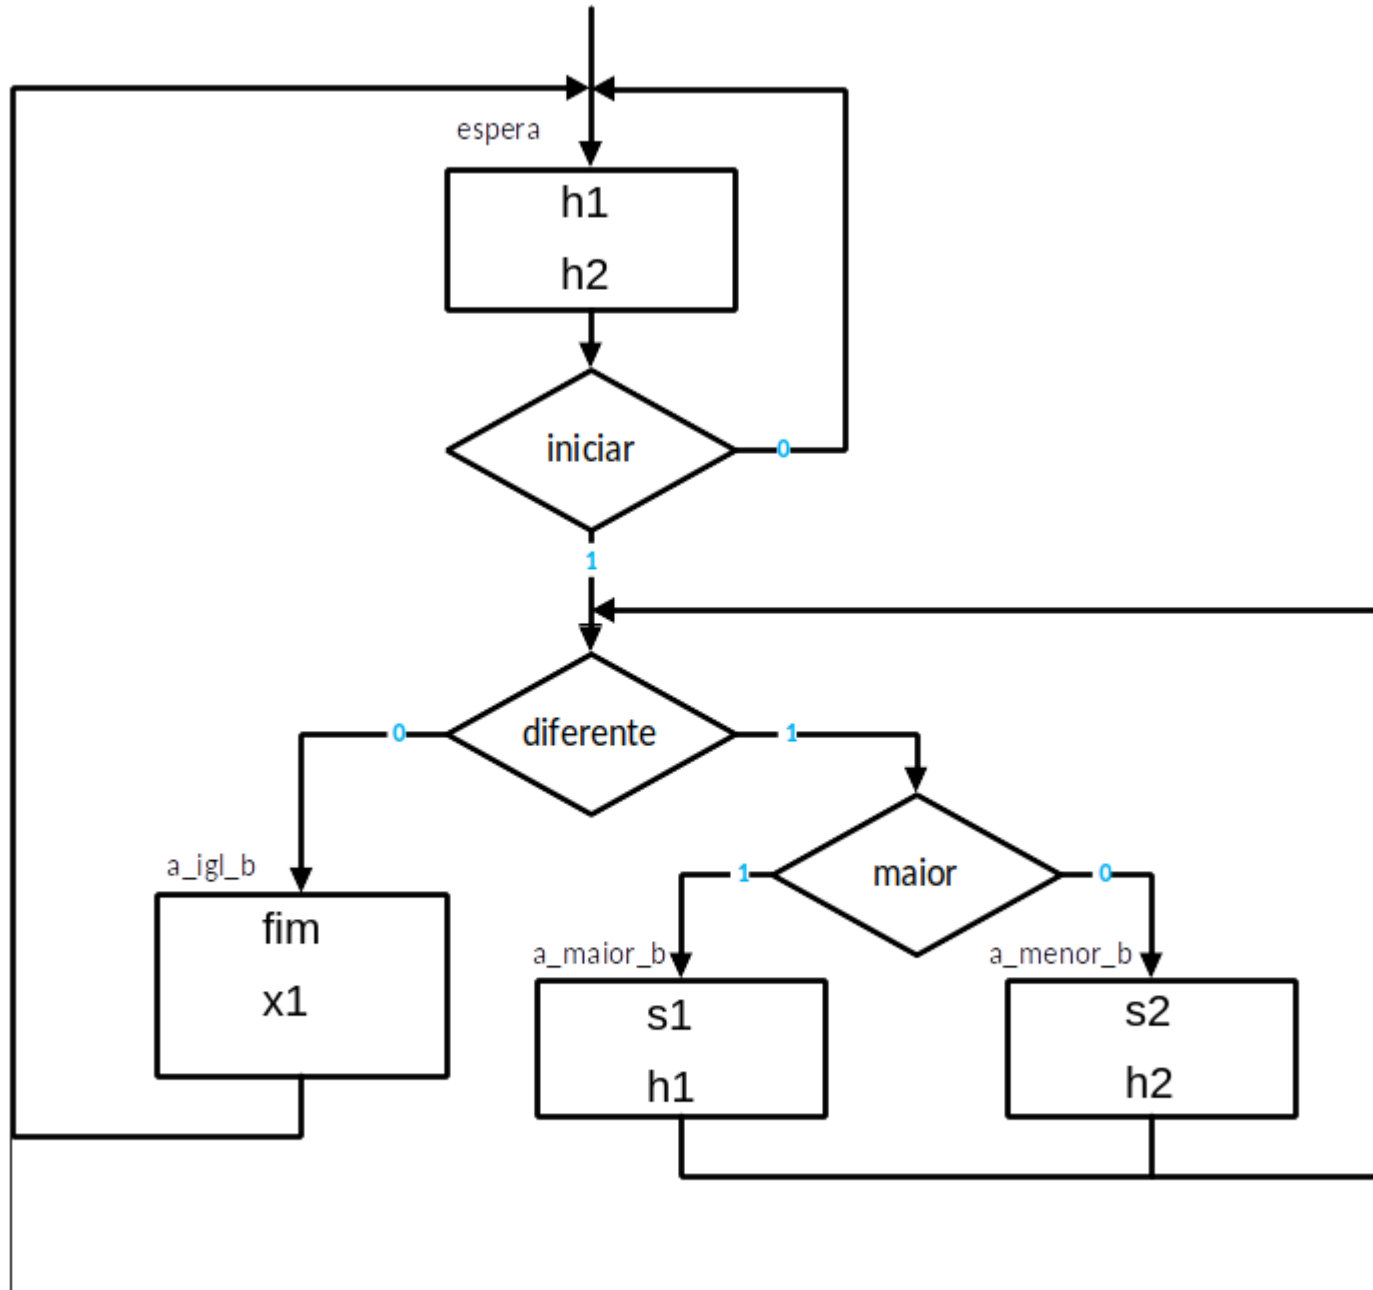 espera
h1
h2
iniciar
0
1
diferente
0
1
a_igl_b
fim
x1
maior
1
0
a_maior_b
s1
h1
a_menor_b
s2
h2